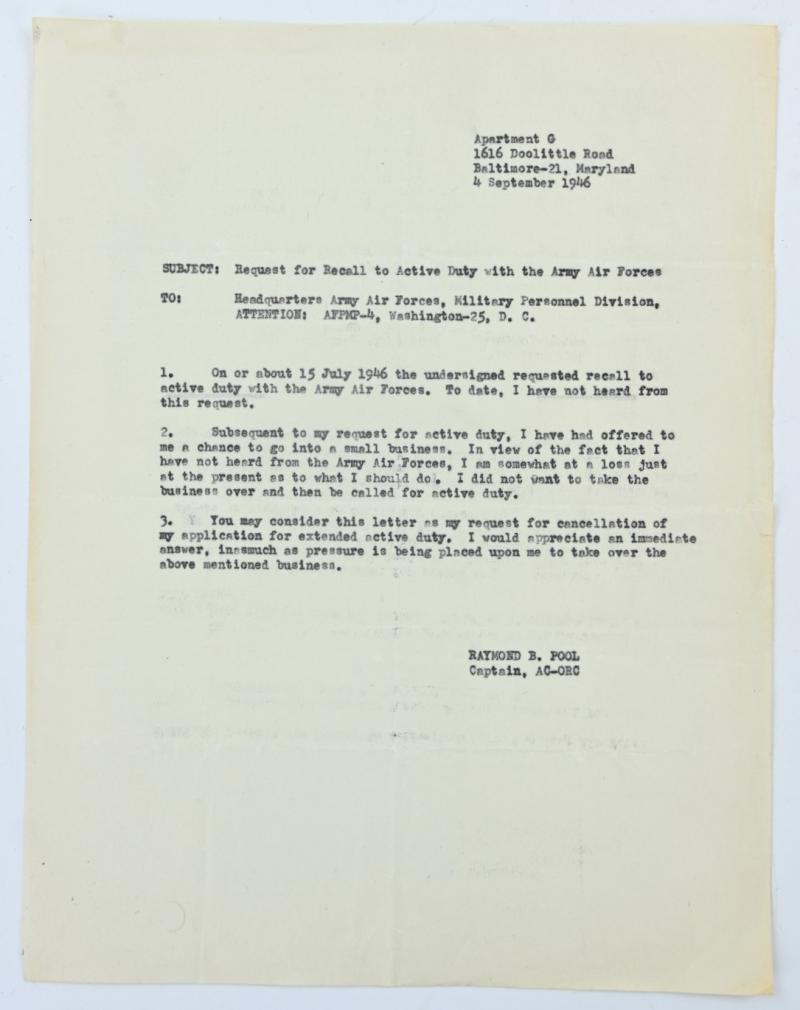 Apartment G
1616 Doolittle Road
Baltimore-21, Maryland
4 September 1946
SUBJECT: Request for Recall to Active Duty with the Army Air Forces
TO: Headquarters Army Air Forces, Military Personnel Division,
ATTENTION: AFPMP-4, Washington-25, D. C.
1. On or about 15 July 1946 the undersigned requested recall to
active duty with the Army Air Forces. To date, I have not heard from
this request.
2. Subsequent to my request for active duty, I have had offered to
me a chance to go into a small business. In view of the fact that I
have not heard from the Army Air Forces, I am somewhat at a loss just
at the present as to what I should do. I did not want to take the
business over and then be called for active duty.
3. You may consider this letter as my request for cancellation of
my application for extended active duty. I would appreciate an immediate
answer, inasmuch as pressure is being placed upon me to take over the
above mentioned business.
RAYMOND B. POOL
Captain, AC-ORC